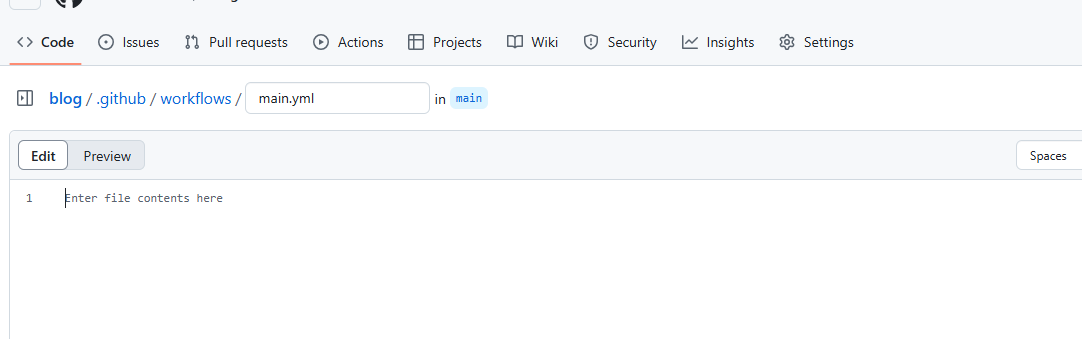 Code Issues Pull requests Actions Projects Wiki Security Insights Settings
blog / .github / workflows / main.yml in main
Edit Preview Spaces
1 Enter file contents here